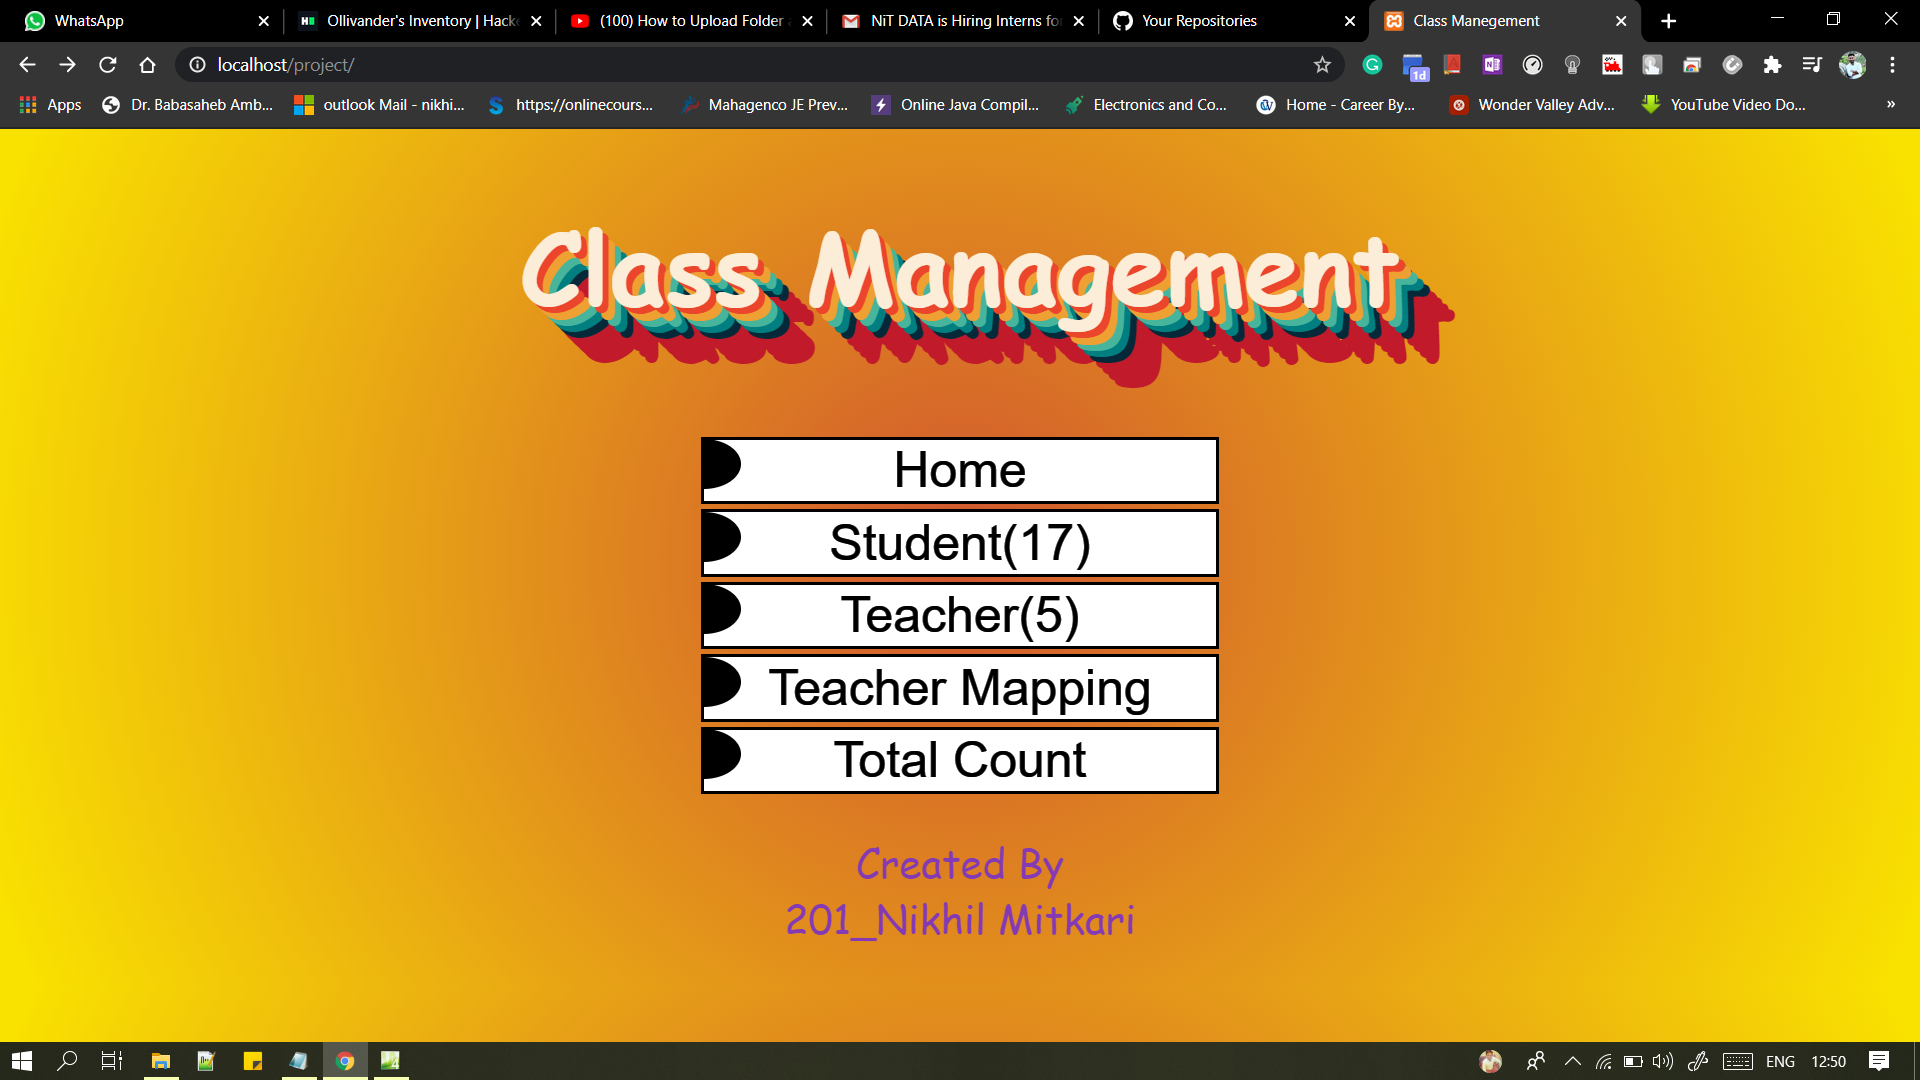 WhatsApp
Ollivander's Inventory | Hacke
(100) How to Upload Folder a
NiT DATA is Hiring Interns fo
Your Repositories
Class Manegement
localhost/project/
1d
Apps
Dr. Babasaheb Amb...
outlook Mail - nikhi...
https://onlinecours...
Mahagenco JE Prev...
Online Java Compil...
Electronics and Co...
Home - Career By...
Wonder Valley Adv...
YouTube Video Do...
»
Class Management
Home
Student(17)
Teacher(5)
Teacher Mapping
Total Count
Created By
201_Nikhil Mitkari
ENG
12:50